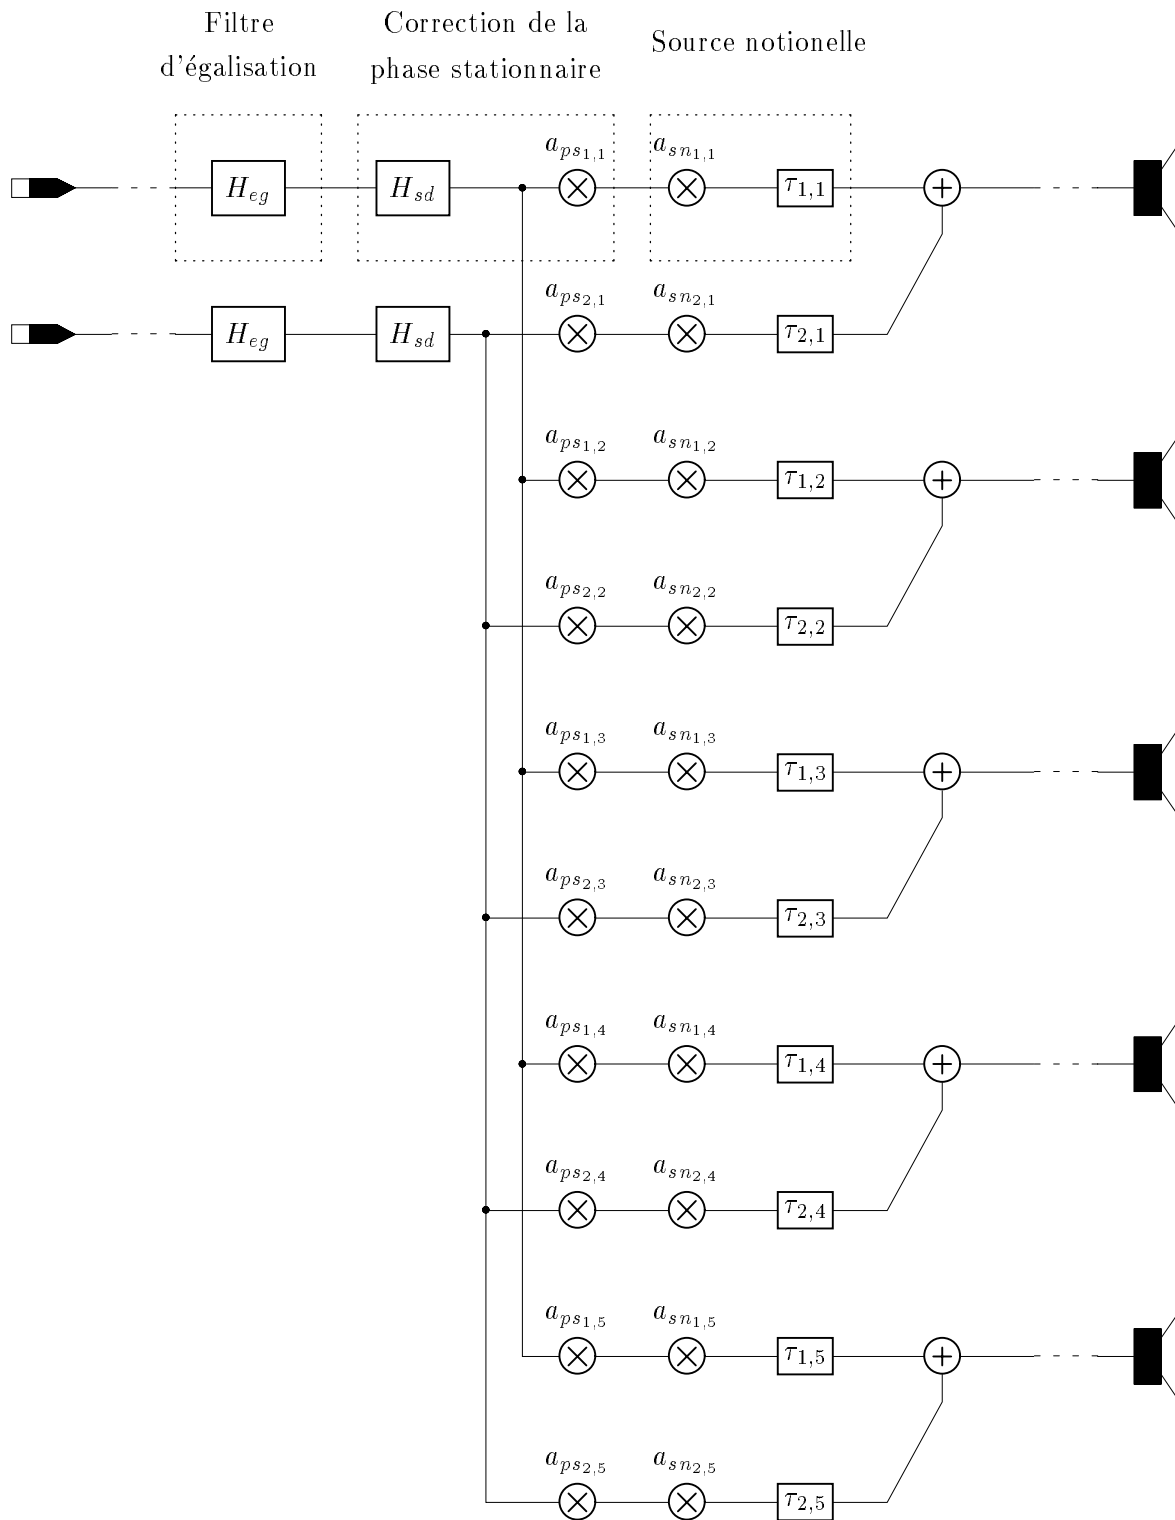 Filtre
d'égalisation
Correction de la
phase stationnaire
Source notionelle
a_{ps_{1,1}} a_{sn_{1,1}}
H_{eg} H_{sd} τ_{1,1} +
a_{ps_{2,1}} a_{sn_{2,1}}
H_{eg} H_{sd} τ_{2,1}
a_{ps_{1,2}} a_{sn_{1,2}}
τ_{1,2} +
a_{ps_{2,2}} a_{sn_{2,2}}
τ_{2,2}
a_{ps_{1,3}} a_{sn_{1,3}}
τ_{1,3} +
a_{ps_{2,3}} a_{sn_{2,3}}
τ_{2,3}
a_{ps_{1,4}} a_{sn_{1,4}}
τ_{1,4} +
a_{ps_{2,4}} a_{sn_{2,4}}
τ_{2,4}
a_{ps_{1,5}} a_{sn_{1,5}}
τ_{1,5} +
a_{ps_{2,5}} a_{sn_{2,5}}
τ_{2,5}